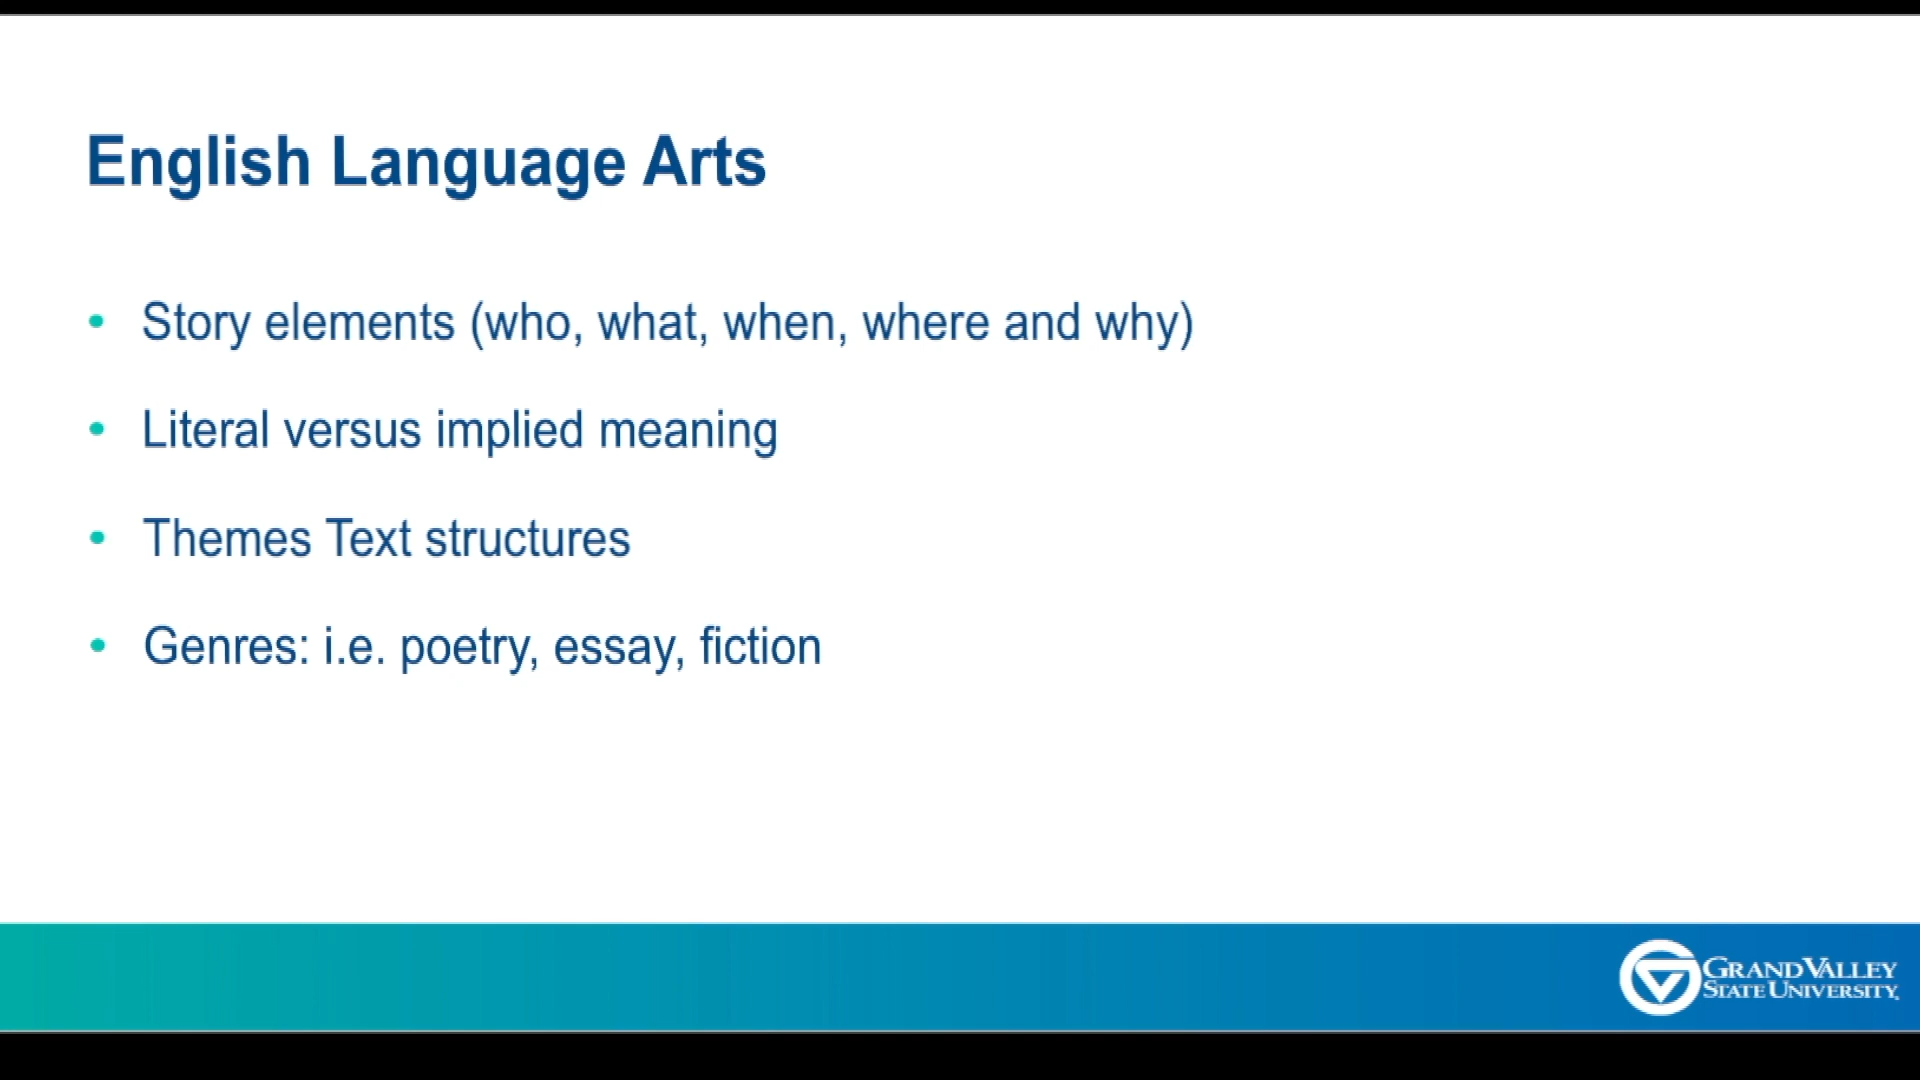 English Language Arts
• Story elements (who, what, when, where and why)
• Literal versus implied meaning
• Themes Text structures
• Genres: i.e. poetry, essay, fiction
GRAND VALLEY
STATE UNIVERSITY